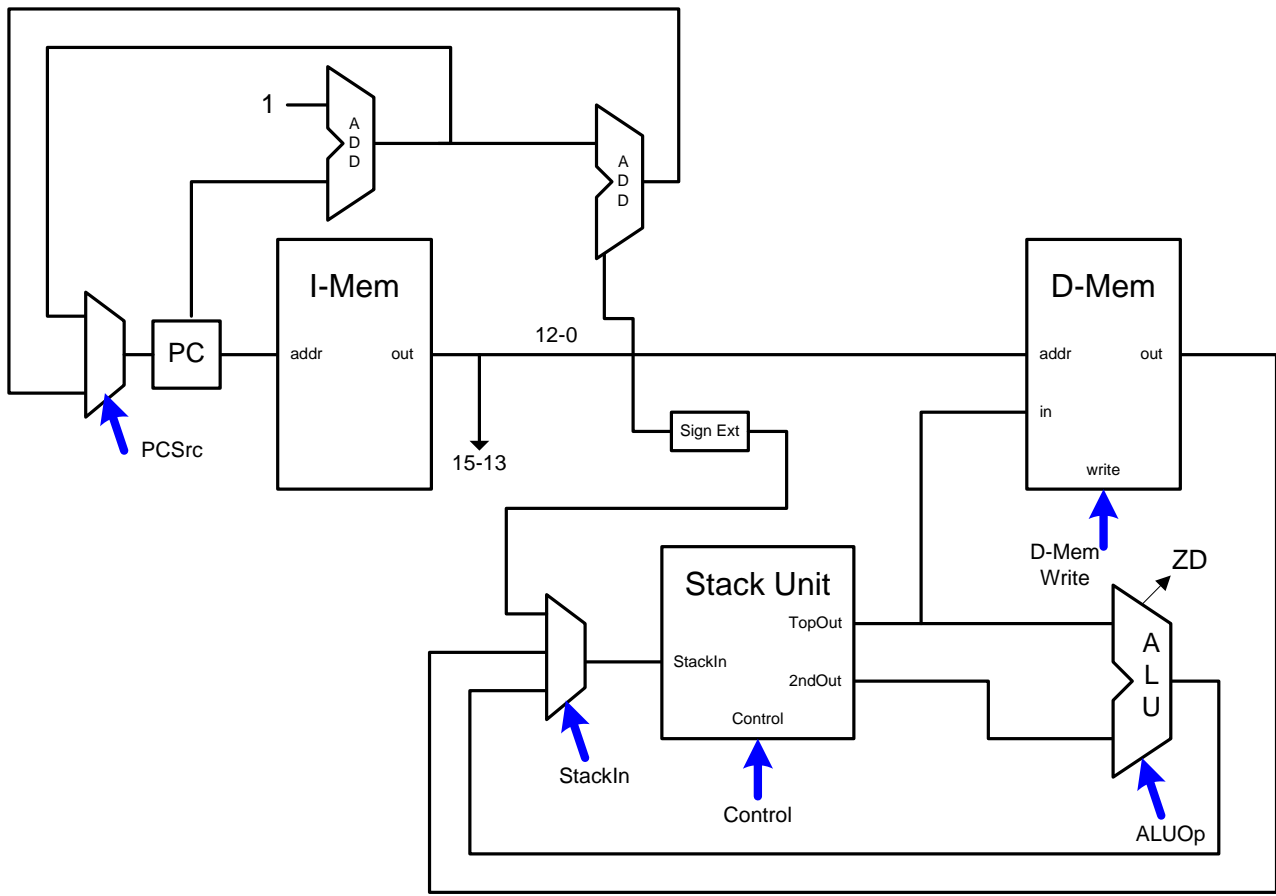 1
A
D
D
A
D
D
I-Mem
D-Mem
12-0
PC
addr
out
addr
out
in
Sign Ext
PCSrc
15-13
write
D-Mem
Write
ZD
Stack Unit
TopOut
StackIn
2ndOut
A
L
U
Control
StackIn
Control
ALUOp